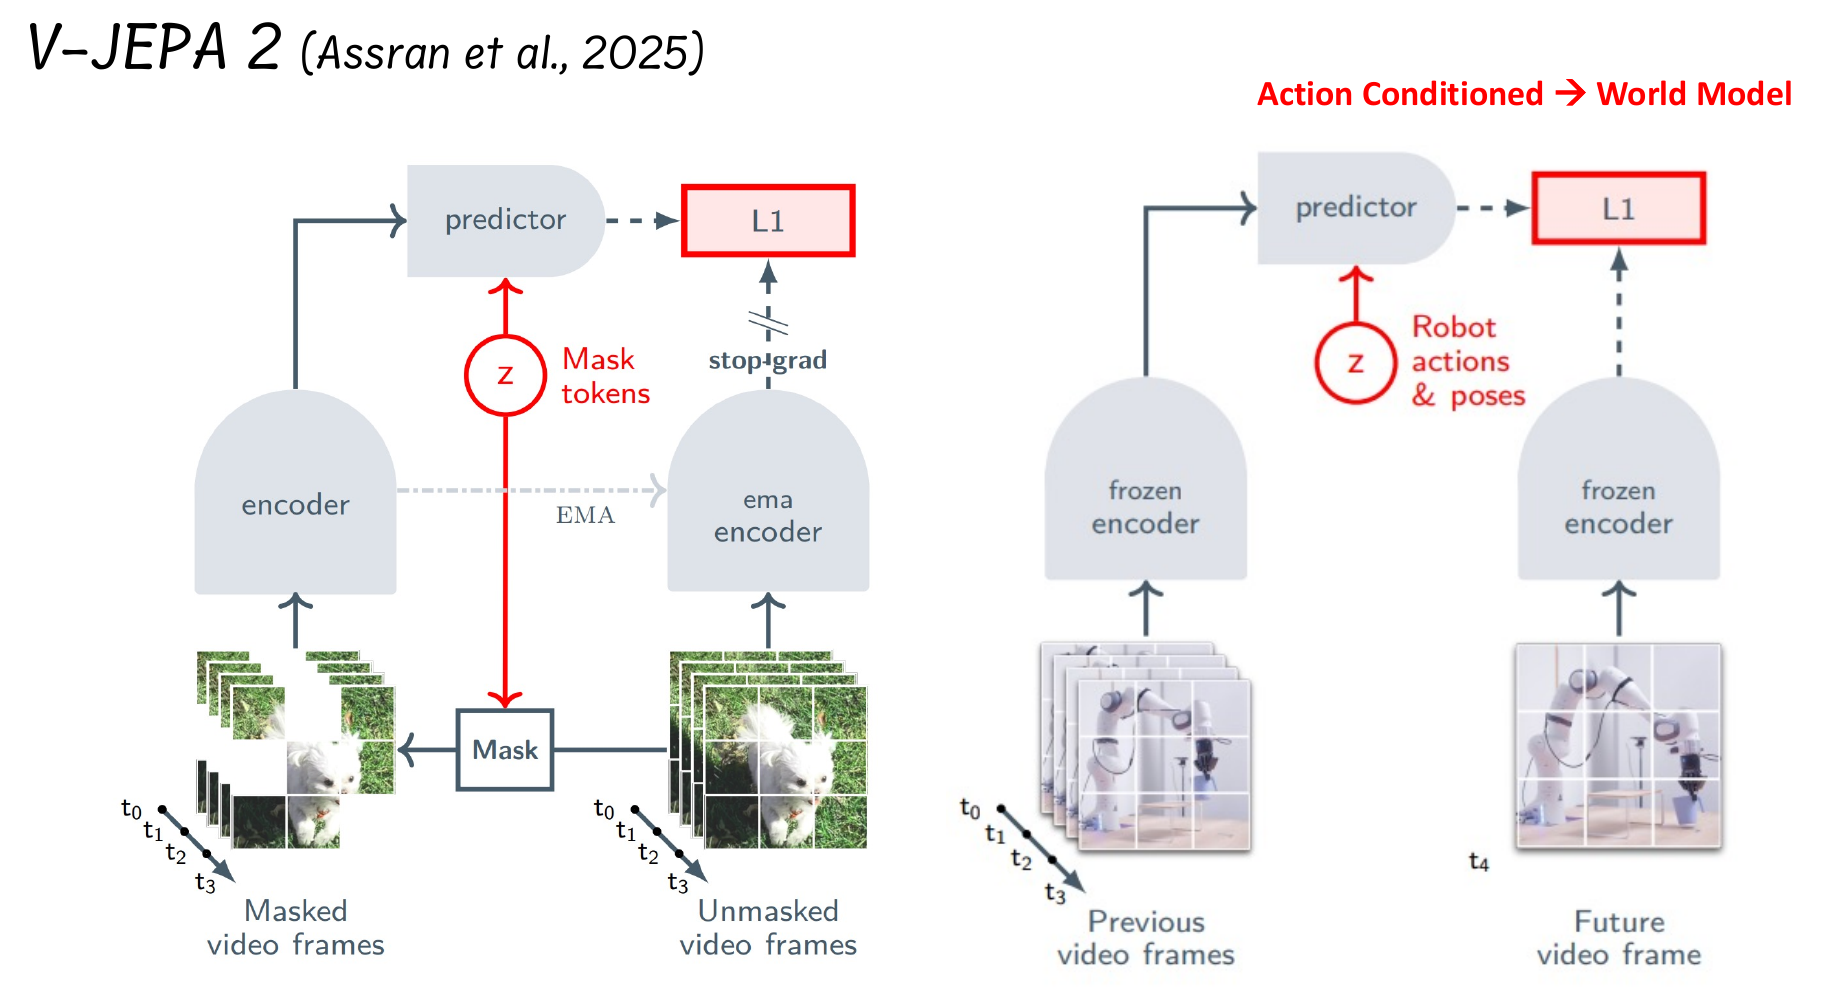 V-JEPA 2 (Assran et al., 2025)
Action Conditioned → World Model
predictor
L1
stop-grad
z
Mask
tokens
encoder
EMA
ema
encoder
Mask
t0
t1
t2
t3
Masked
video frames
t0
t1
t2
t3
Unmasked
video frames
predictor
L1
z
Robot
actions
& poses
frozen
encoder
frozen
encoder
t0
t1
t2
t3
Previous
video frames
t4
Future
video frame